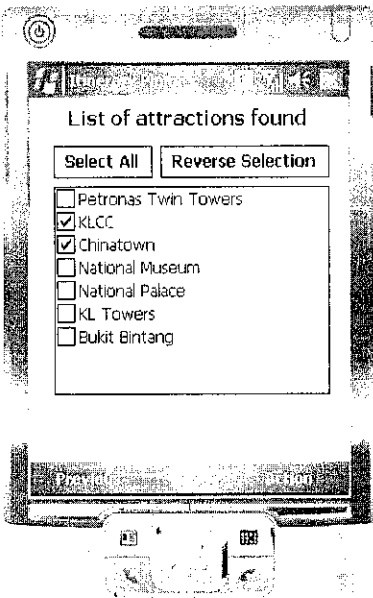 List of attractions found
Select All Reverse Selection
Petronas Twin Towers
KLCC
Chinatown
National Museum
National Palace
KL Towers
Bukit Bintang